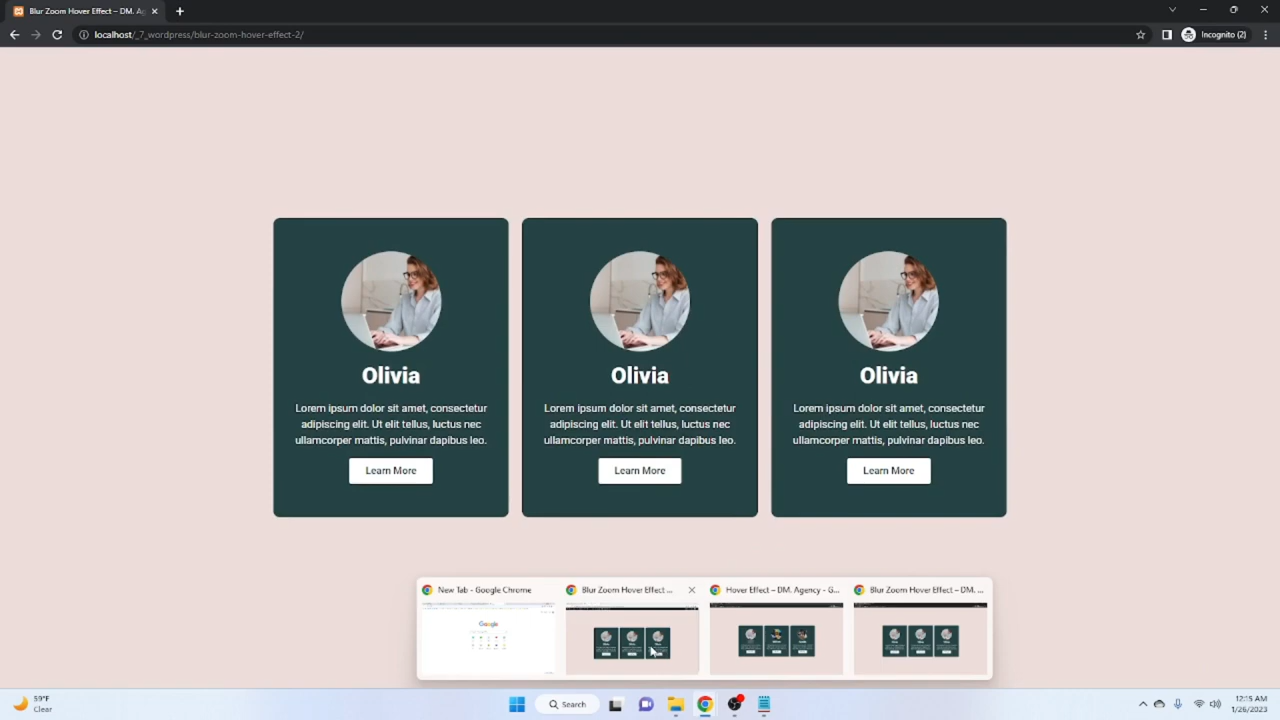 Blur Zoom Hover Effect – DM. Ag
localhost/_7_wordpress/blur-zoom-hover-effect-2/
Incognito (2)
Olivia
Lorem ipsum dolor sit amet, consectetur
adipiscing elit. Ut elit tellus, luctus nec
ullamcorper mattis, pulvinar dapibus leo.
Learn More
Olivia
Lorem ipsum dolor sit amet, consectetur
adipiscing elit. Ut elit tellus, luctus nec
ullamcorper mattis, pulvinar dapibus leo.
Learn More
Olivia
Lorem ipsum dolor sit amet, consectetur
adipiscing elit. Ut elit tellus, luctus nec
ullamcorper mattis, pulvinar dapibus leo.
Learn More
New Tab - Google Chrome
Blur Zoom Hover Effect ...
Hover Effect – DM. Agency - G...
Blur Zoom Hover Effect – DM. ...
Google
59°F
Clear
Search
12:15 AM
1/26/2023